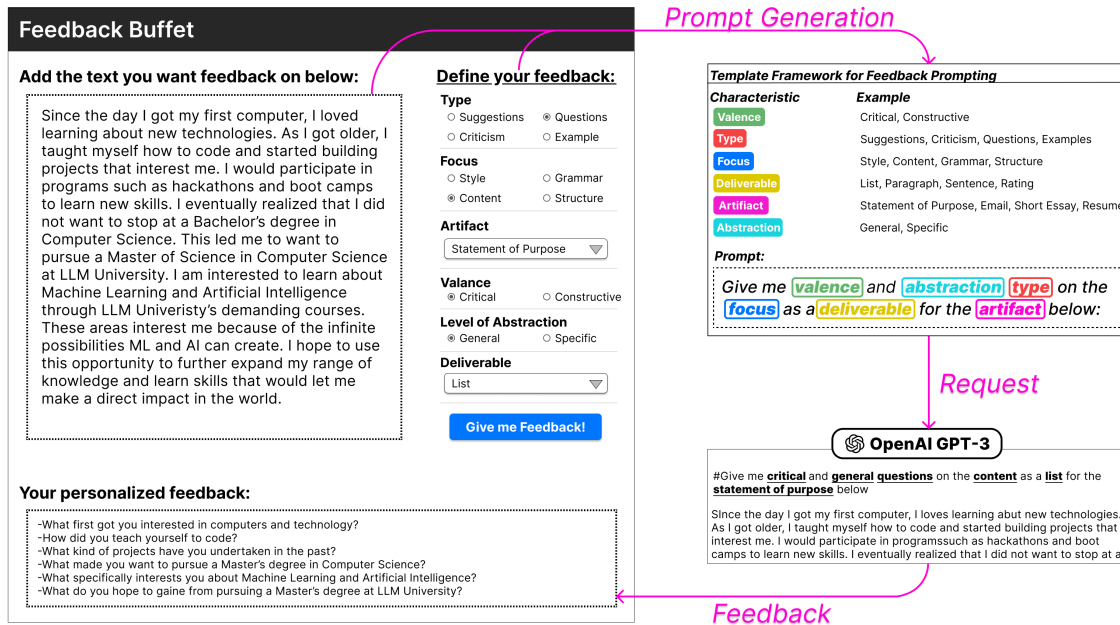 Feedback Buffet
Add the text you want feedback on below:
Since the day I got my first computer, I loved
learning about new technologies. As I got older, I
taught myself how to code and started building
projects that interest me. I would participate in
programs such as hackathons and boot camps
to learn new skills. I eventually realized that I did
not want to stop at a Bachelor's degree in
Computer Science. This led me to want to
pursue a Master of Science in Computer Science
at LLM University. I am interested to learn about
Machine Learning and Artificial Intelligence
through LLM Univeristy's demanding courses.
These areas interest me because of the infinite
possibilities ML and AI can create. I hope to use
this opportunity to further expand my range of
knowledge and learn skills that would let me
make a direct impact in the world.
Define your feedback:
Type
Suggestions Questions
Criticism Example
Focus
Style Grammar
Content Structure
Artifact
Statement of Purpose
Valance
Critical Constructive
Level of Abstraction
General Specific
Deliverable
List
Give me Feedback!
Your personalized feedback:
-What first got you interested in computers and technology?
-How did you teach yourself to code?
-What kind of projects have you undertaken in the past?
-What made you want to pursue a Master's degree in Computer Science?
-What specifically interests you about Machine Learning and Artificial Intelligence?
-What do you hope to gaine from pursuing a Master's degree at LLM University?
Prompt Generation
Template Framework for Feedback Prompting
Characteristic Example
Valence Critical, Constructive
Type Suggestions, Criticism, Questions, Examples
Focus Style, Content, Grammar, Structure
Deliverable List, Paragraph, Sentence, Rating
Artifiact Statement of Purpose, Email, Short Essay, Resume
Abstraction General, Specific
Prompt:
Give me valence and abstraction type on the
focus as a deliverable for the artifact below:
Request
OpenAI GPT-3
#Give me critical and general questions on the content as a list for the
statement of purpose below
SInce the day I got my first computer, I loves learning abut new technologies.
As I got older, I taught myself how to code and started building projects that
interest me. I would participate in programssuch as hackathons and boot
camps to learn new skills. I eventually realized that I did not want to stop at a
Feedback